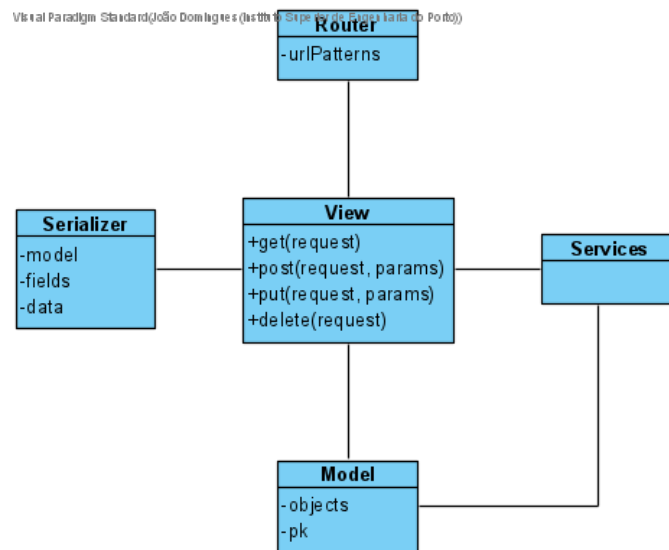 Visual Paradigm Standard(João Domingues (Instituto Superior de Engenharia do Porto))
Router
-urlPatterns
View
+get(request)
+post(request, params)
+put(request, params)
+delete(request)
Serializer
-model
-fields
-data
Services
Model
-objects
-pk